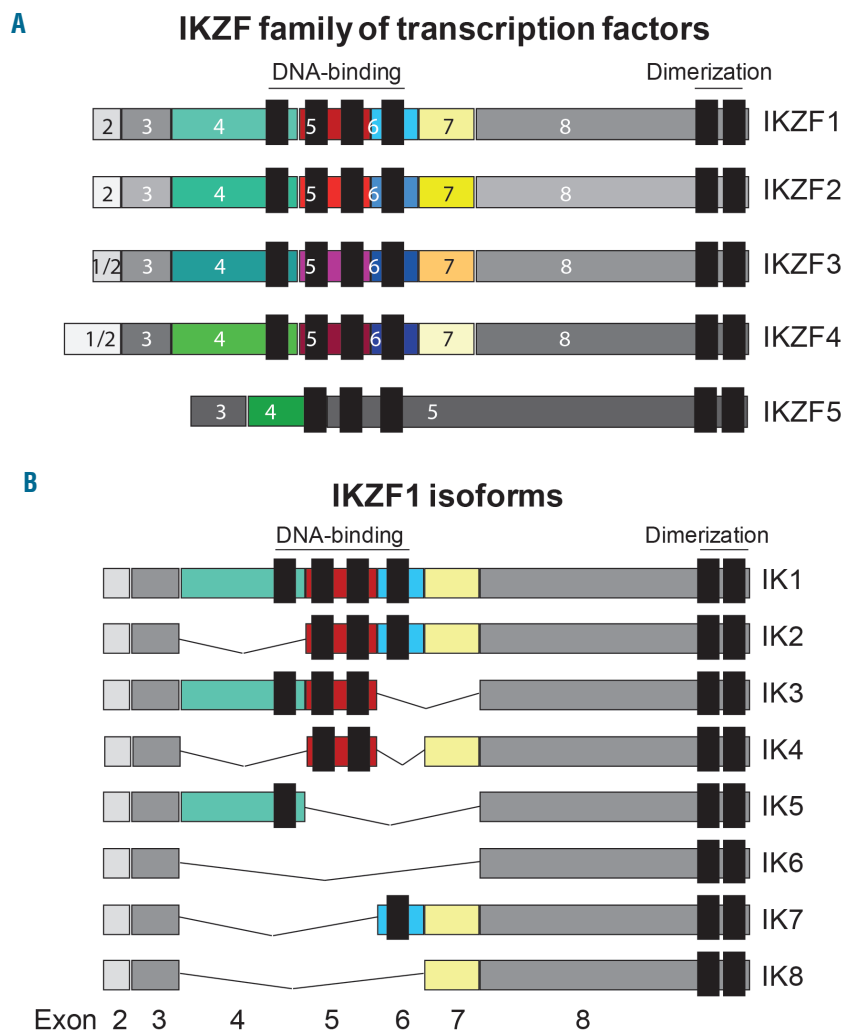 A
IKZF family of transcription factors
DNA-binding Dimerization
2 3 4 5 6 7 8 IKZF1
2 3 4 5 6 7 8 IKZF2
1/2 3 4 5 6 7 8 IKZF3
1/2 3 4 5 6 7 8 IKZF4
3 4 5 IKZF5
B
IKZF1 isoforms
DNA-binding Dimerization
IK1
IK2
IK3
IK4
IK5
IK6
IK7
IK8
Exon 2 3 4 5 6 7 8